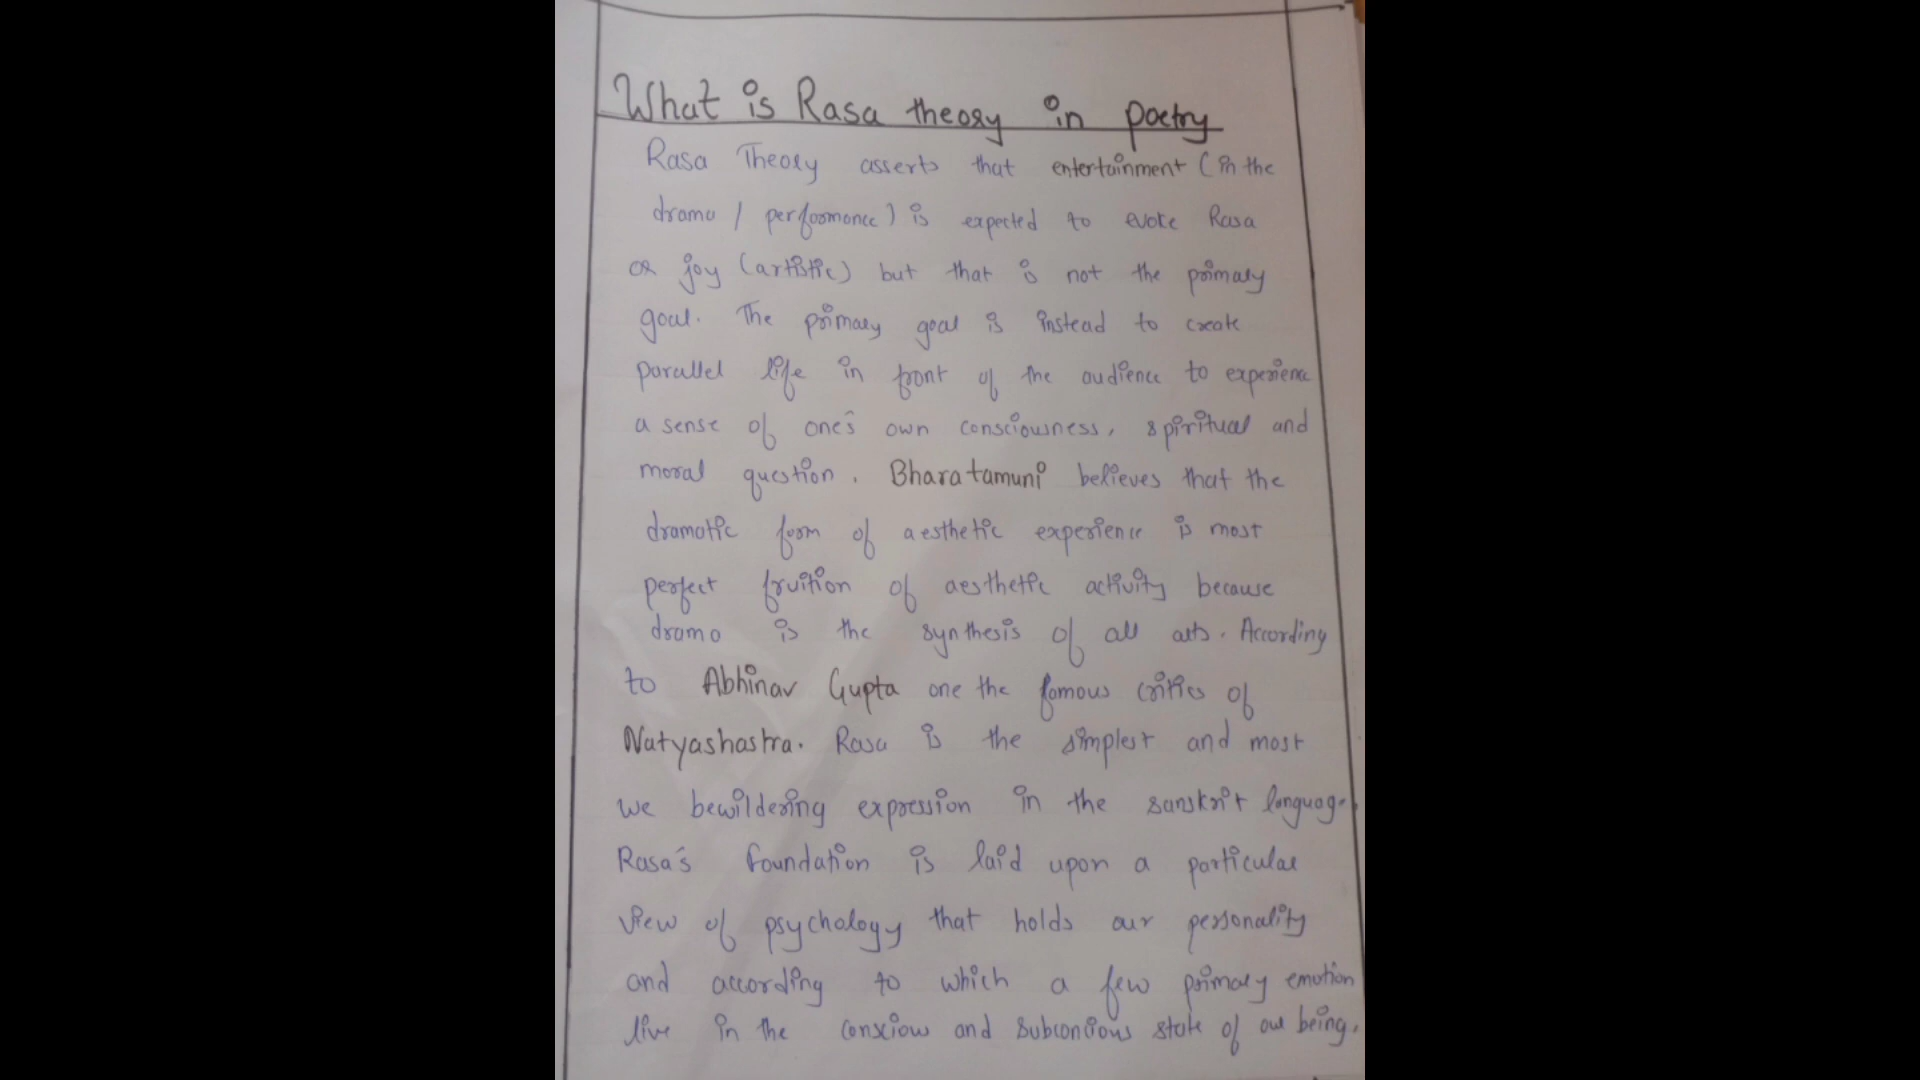 What is Rasa theory in poetry
Rasa Theory asserts that entertainment (in the
drama / performance) is expected to evoke Rasa
or joy (artistic) but that is not the primary
goal. The primary goal is instead to create
parallel life in front of the audience to experience
a sense of one's own consciousness, spiritual and
moral question. Bharatamuni believes that the
dramatic form of aesthetic experience is most
perfect fruition of aesthetic activity because
drama is the synthesis of all arts. According
to Abhinav Gupta one the famous critics of
Natyashastra. Rasa is the simplest and most
we bewildering expression in the sanskrit language.
Rasa's foundation is laid upon a particular
view of psychology that holds our personality
and according to which a few primary emotion
live in the conscious and subconcious state of our being.